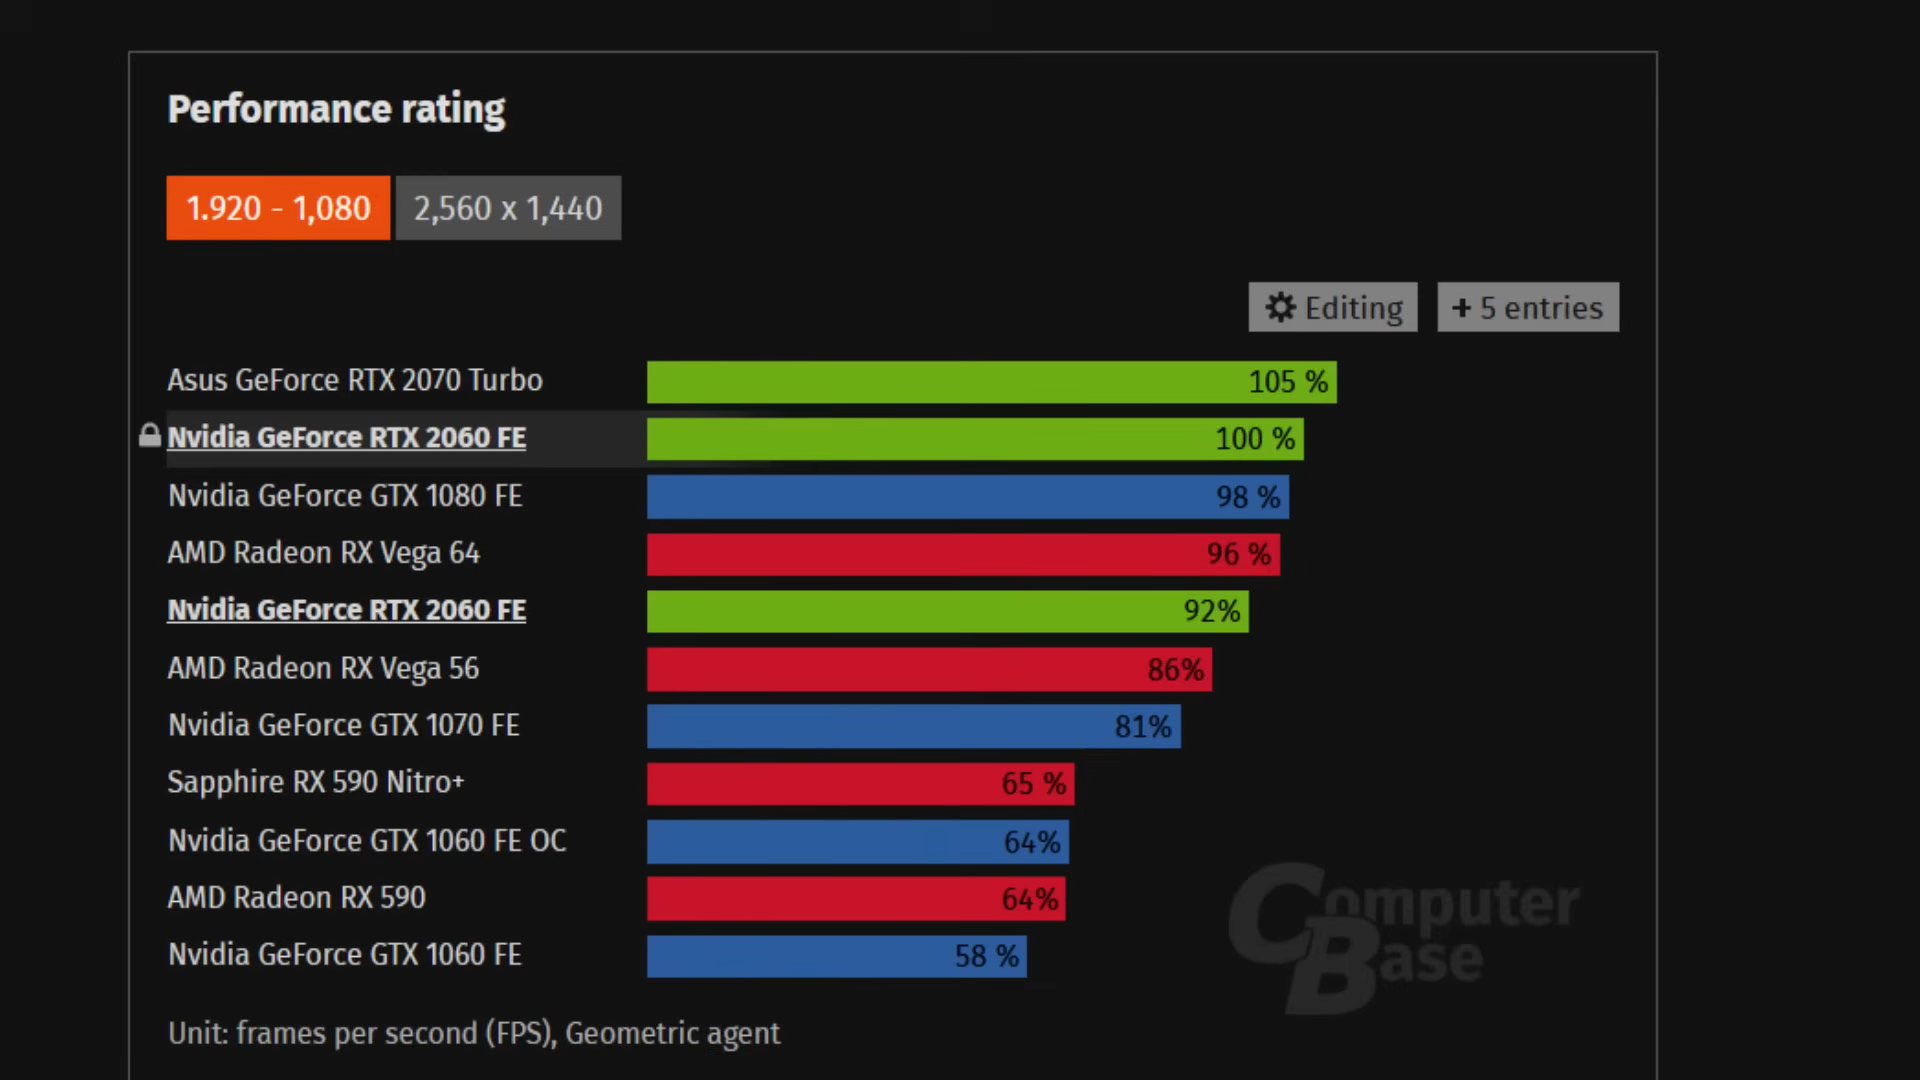 Performance rating
1.920 - 1,080 2,560 x 1,440
Editing + 5 entries
Asus GeForce RTX 2070 Turbo 105 %
Nvidia GeForce RTX 2060 FE 100 %
Nvidia GeForce GTX 1080 FE 98 %
AMD Radeon RX Vega 64 96 %
Nvidia GeForce RTX 2060 FE 92%
AMD Radeon RX Vega 56 86%
Nvidia GeForce GTX 1070 FE 81%
Sapphire RX 590 Nitro+ 65 %
Nvidia GeForce GTX 1060 FE OC 64%
AMD Radeon RX 590 64%
Nvidia GeForce GTX 1060 FE 58 %
Computer
Base
Unit: frames per second (FPS), Geometric agent